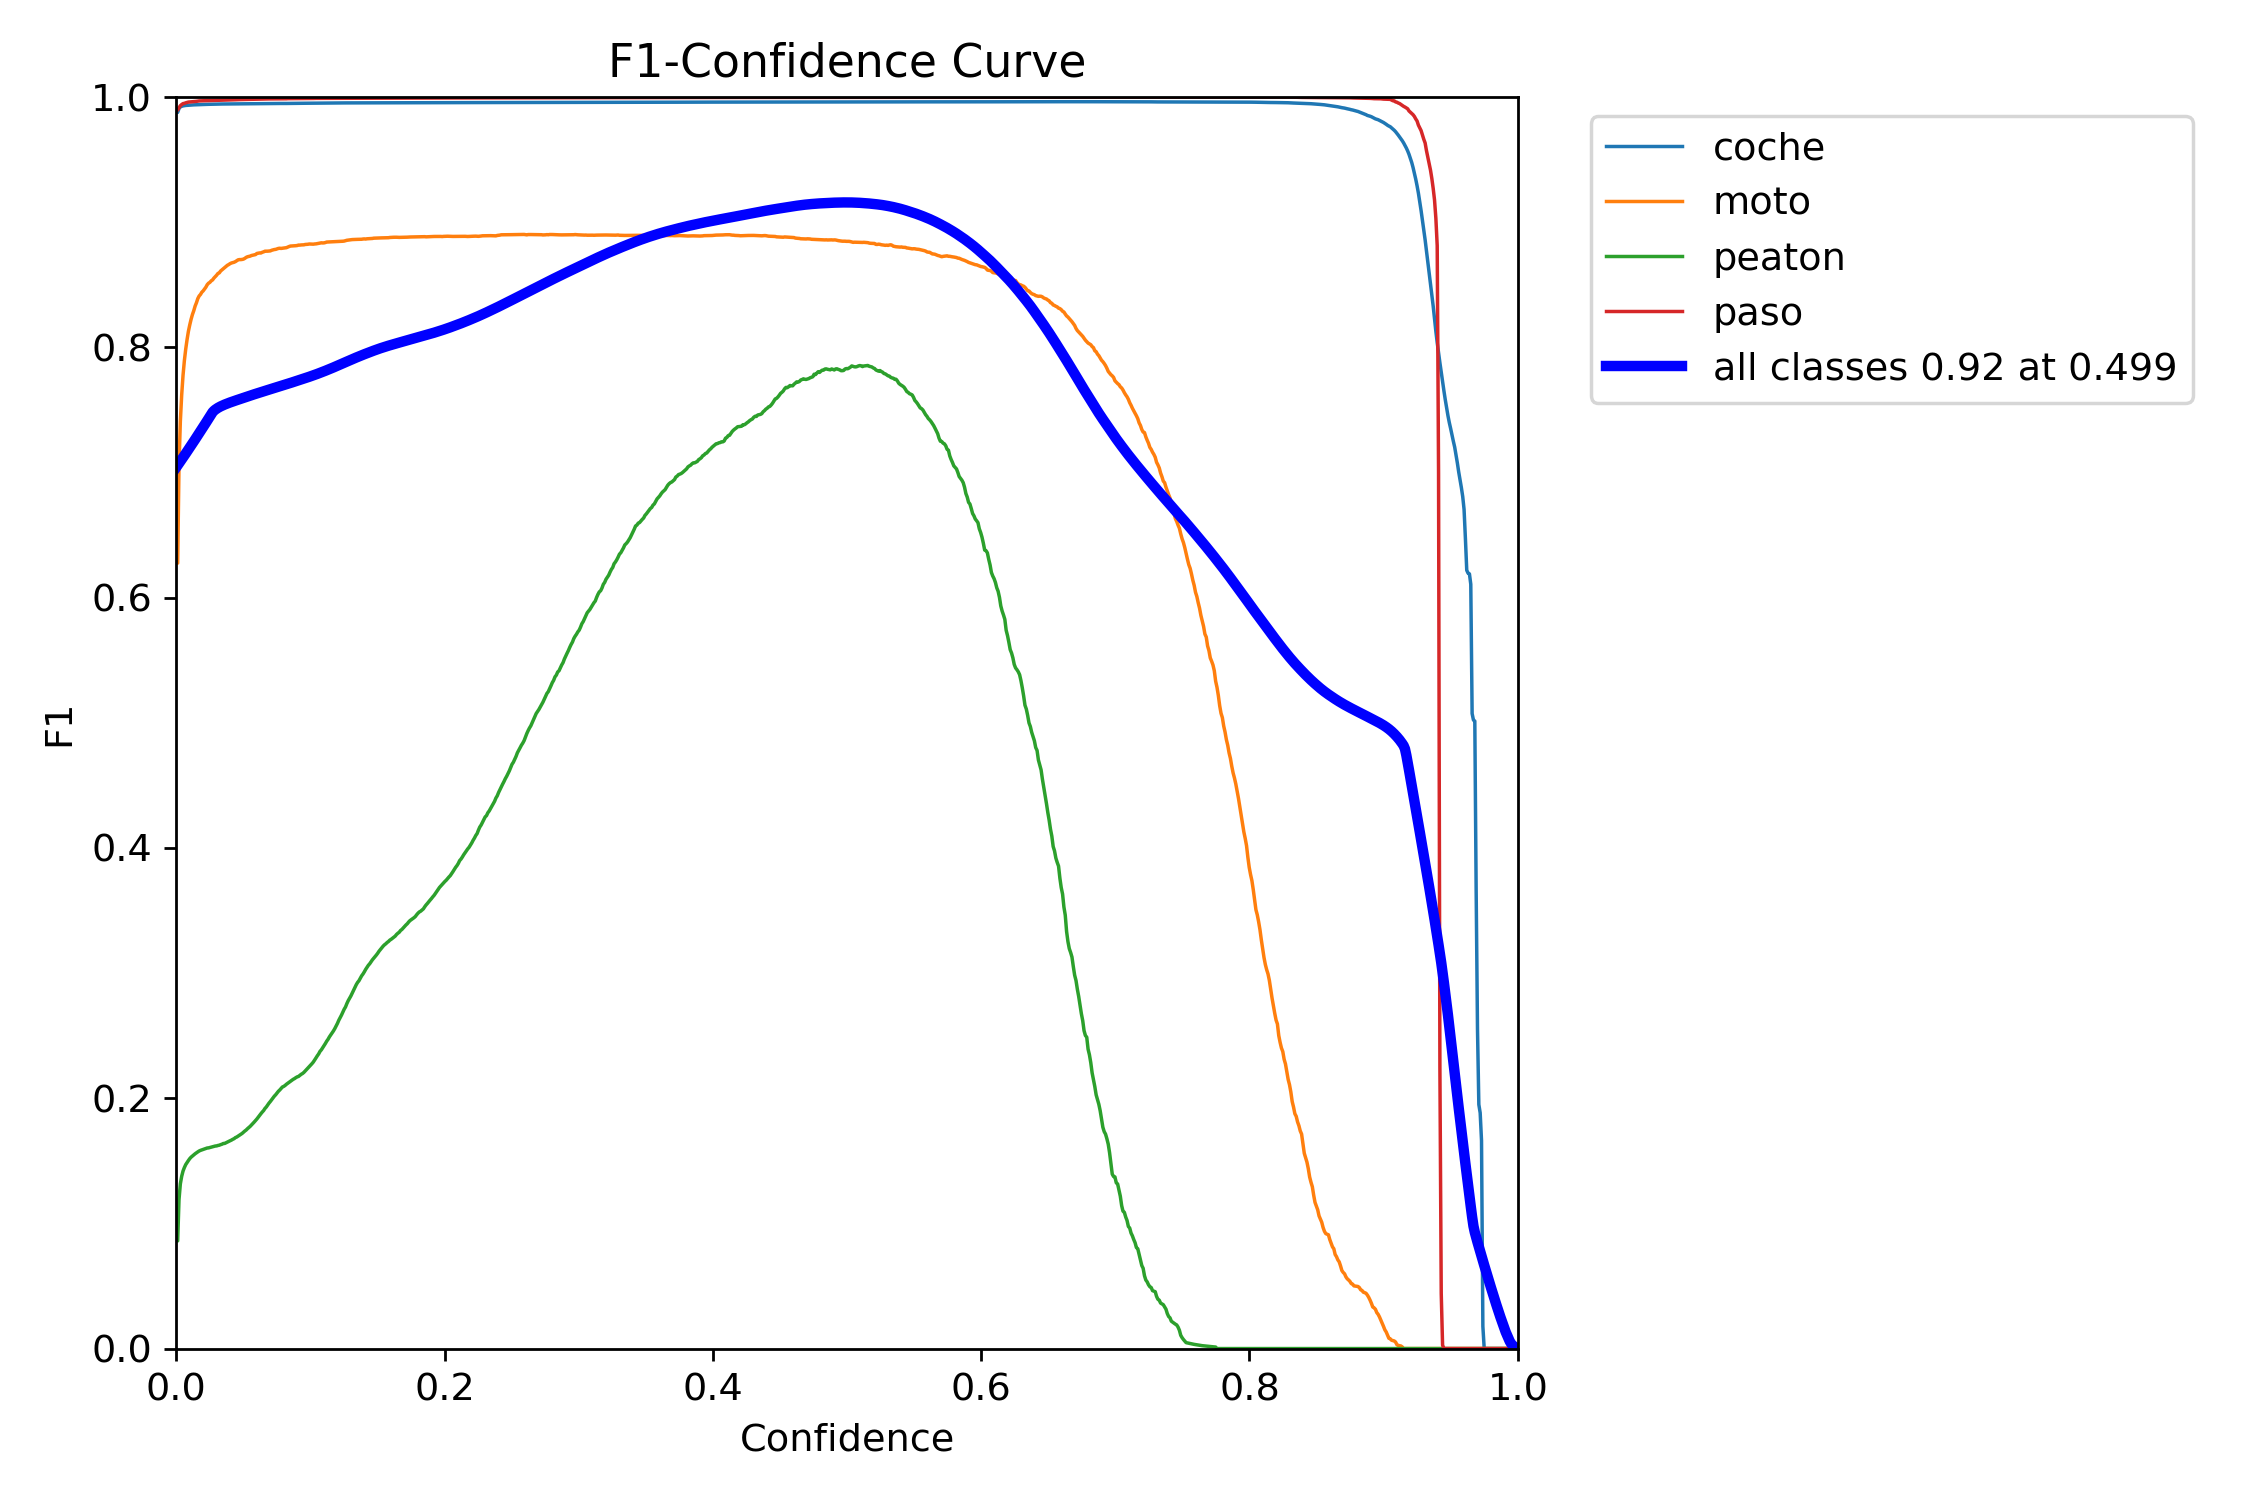 F1-Confidence Curve
1.0
0.8
0.6
0.4
0.2
0.0
F1
0.0 0.2 0.4 0.6 0.8 1.0
Confidence
coche
moto
peaton
paso
all classes 0.92 at 0.499